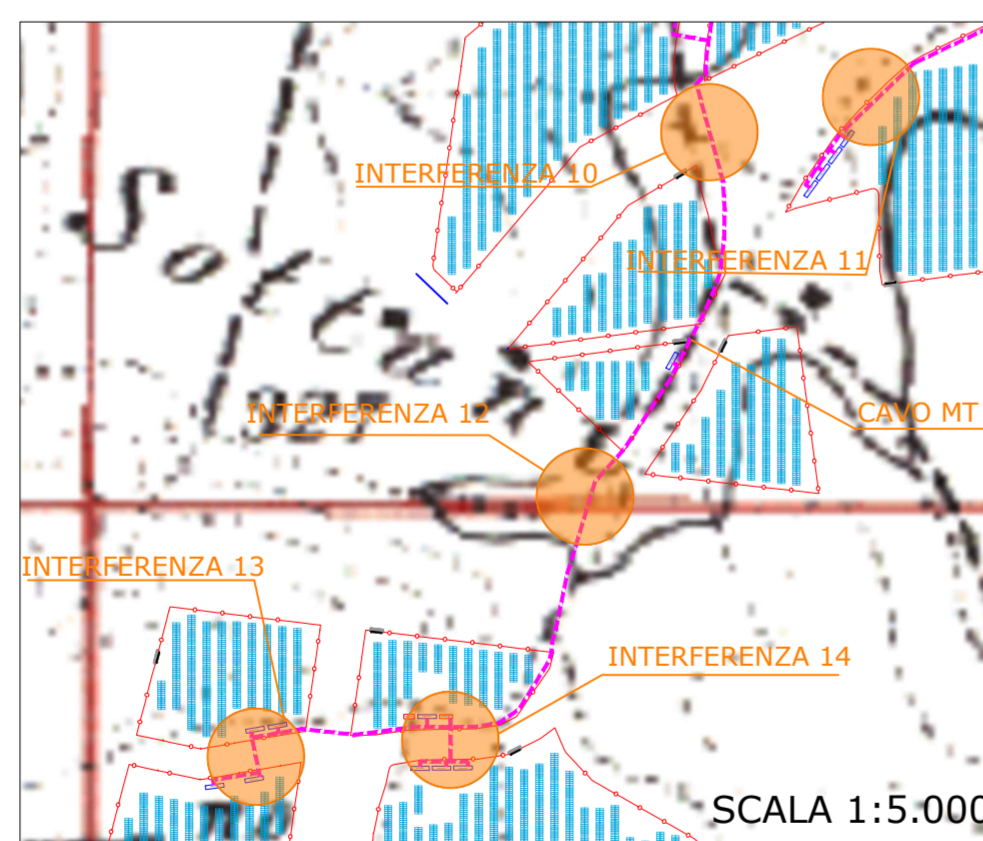 INTERFERENZA 10
INTERFERENZA 11
INTERFERENZA 12
CAVO MT
INTERFERENZA 13
INTERFERENZA 14
SCALA 1:5.000